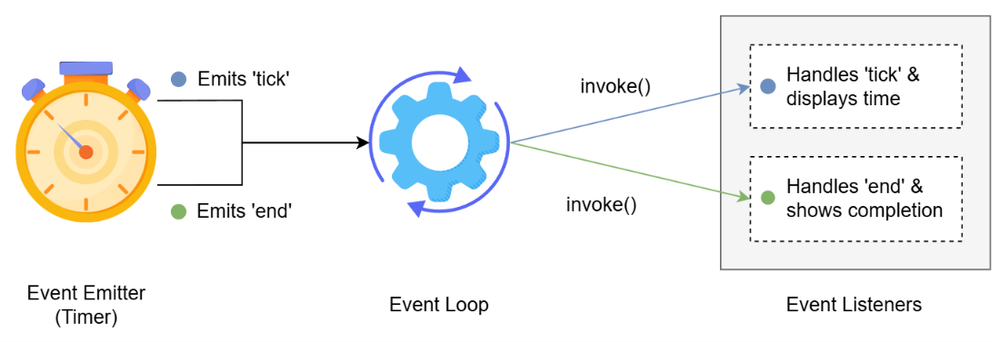 Emits 'tick'
Emits 'end'
Event Emitter
(Timer)
Event Loop
invoke()
invoke()
Handles 'tick' &
displays time
Handles 'end' &
shows completion
Event Listeners